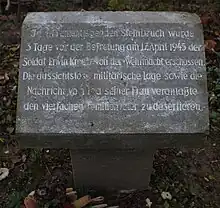 Steinbruch wurde
3 Tage vor der Befreiung am 12. April 1945 der
Soldat Erwin von der Wehrmacht erschossen.
Die aussichtslose militärische Lage sowie die
Nachricht seiner Frau veranlaßte
den vierfachen Familienvater zu desertieren.